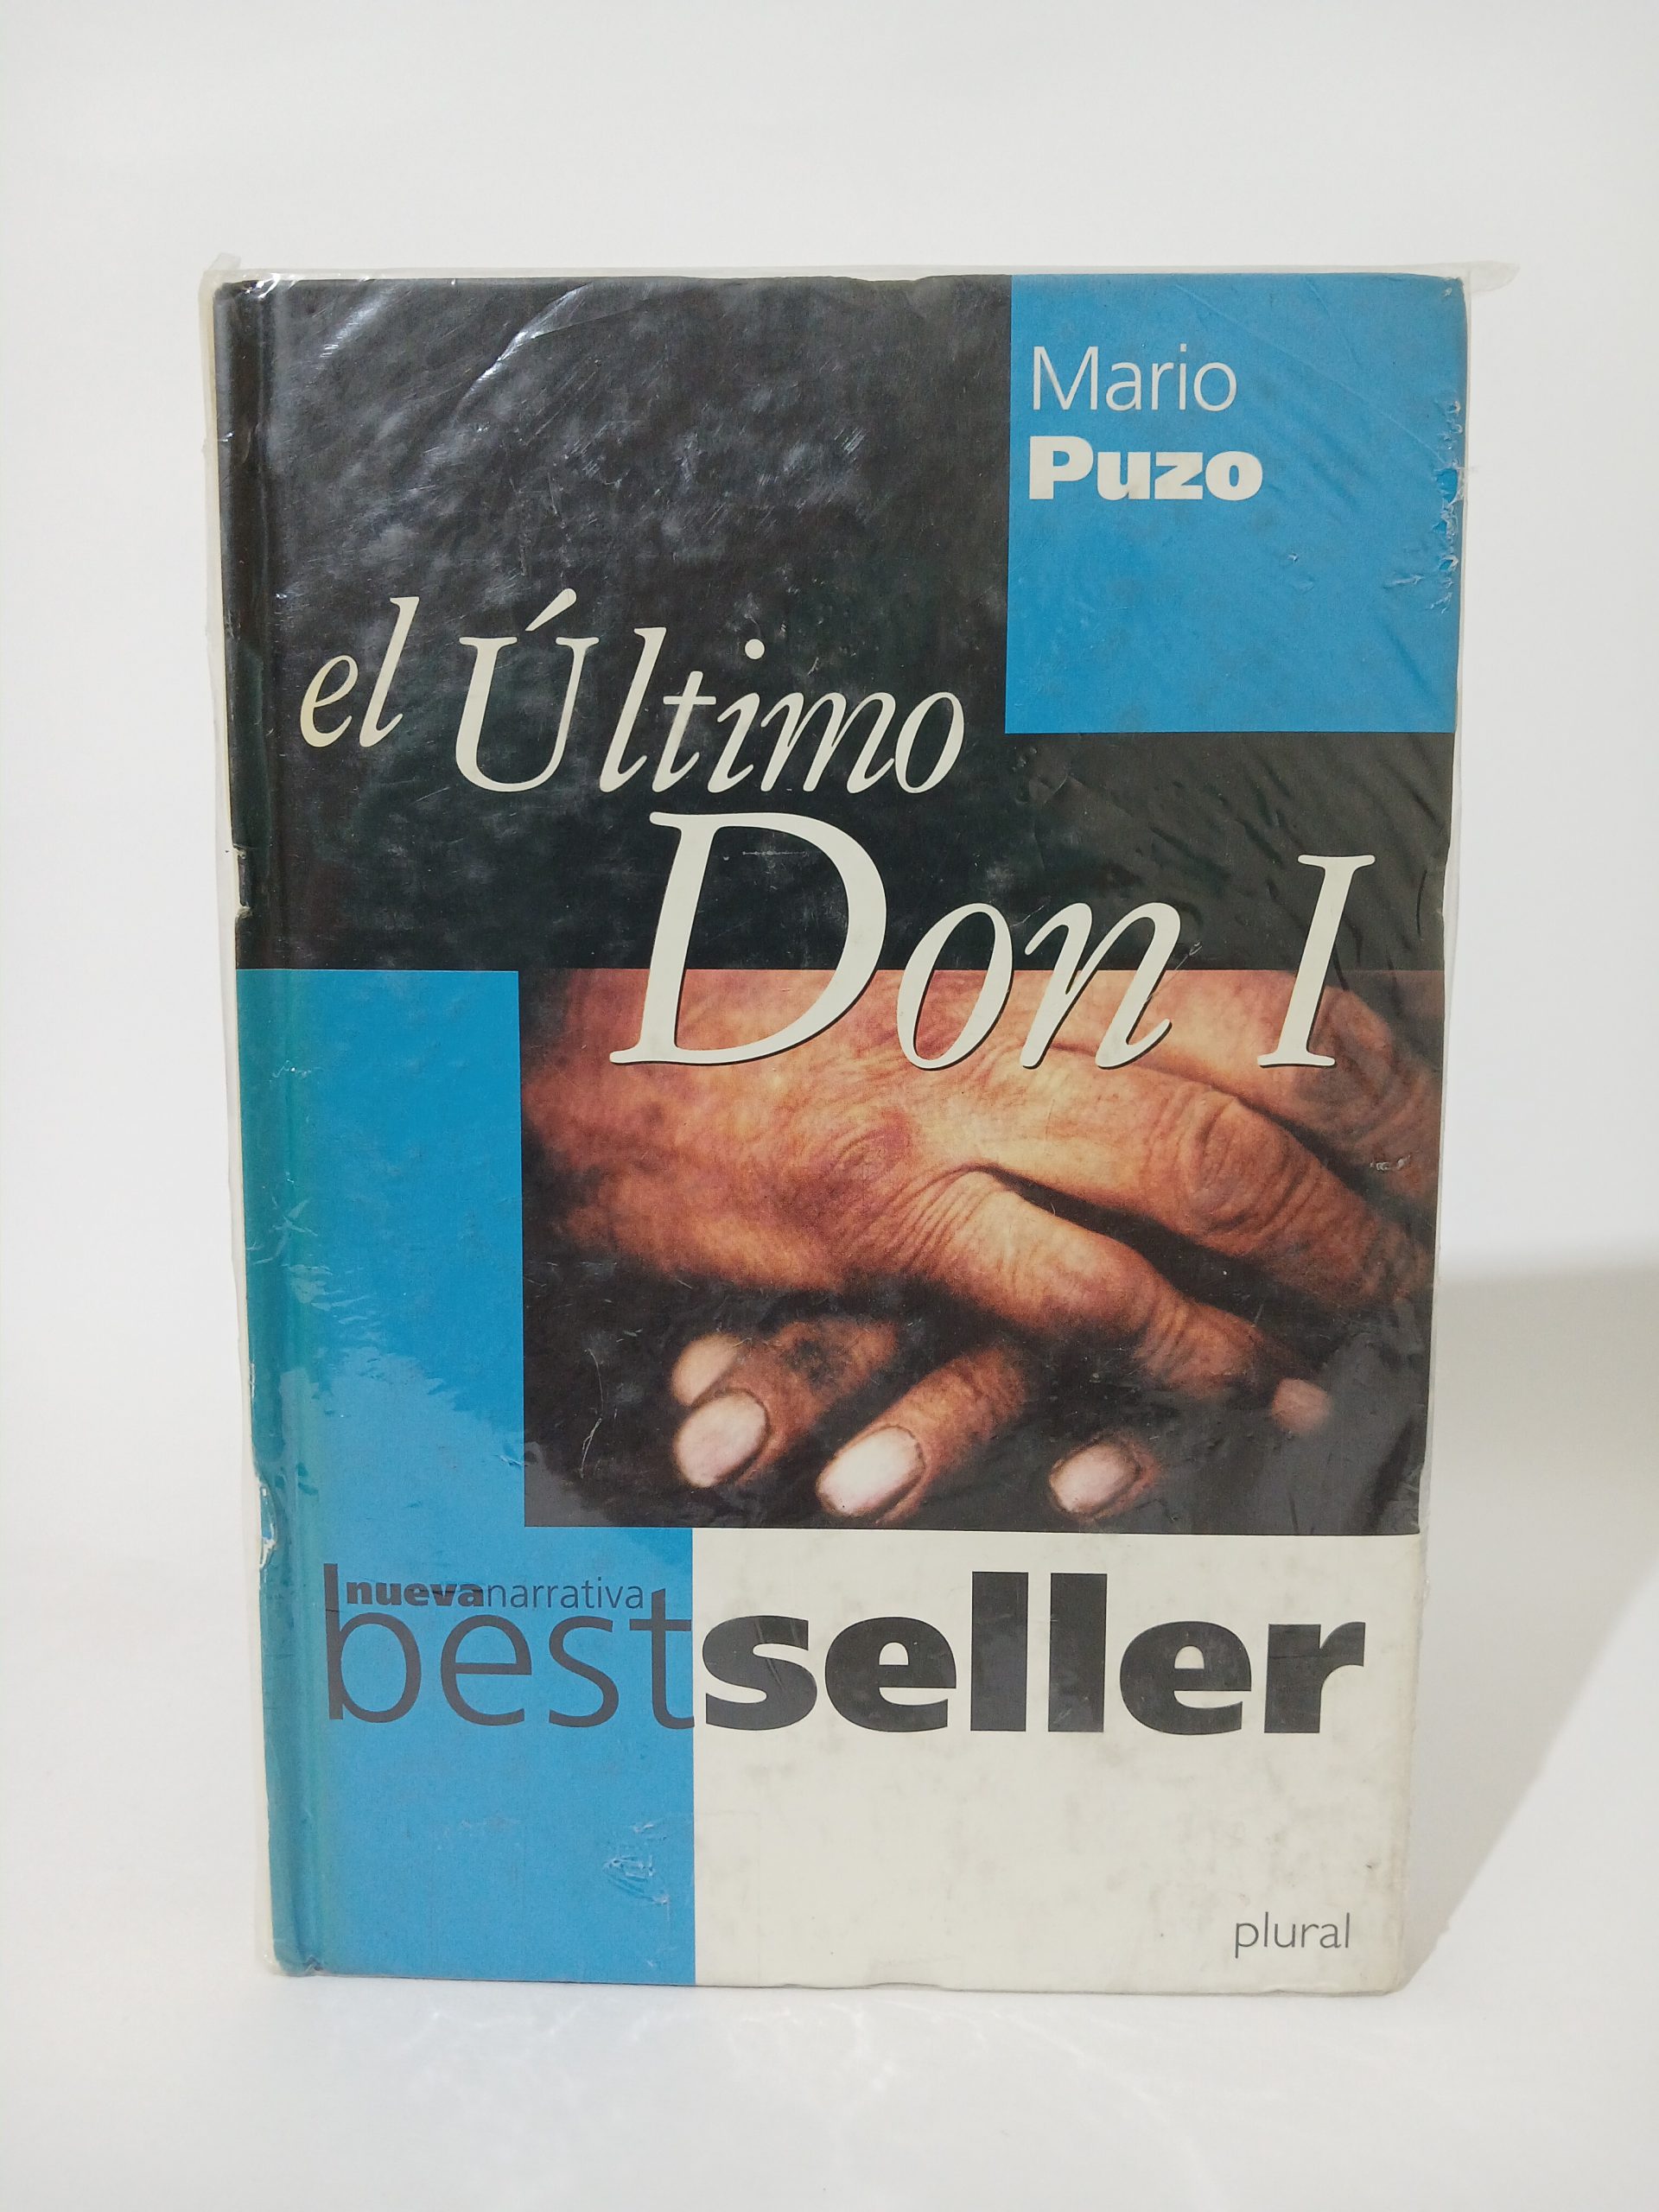 Mario
Puzo
el Último
Don I
nuevanarrativa
bestseller
plural